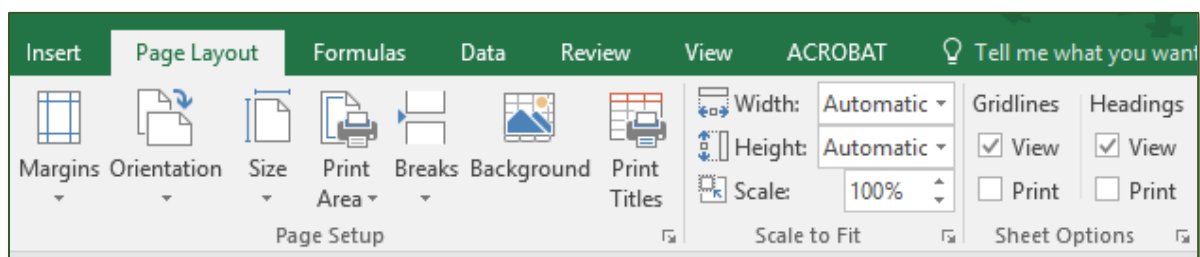 Insert Page Layout Formulas Data Review View ACROBAT Tell me what you want
Width: Automatic Gridlines Headings
Height: Automatic View View
Margins Orientation Size Print Breaks Background Print
Area Titles
Scale: 100% Print Print
Page Setup Scale to Fit Sheet Options